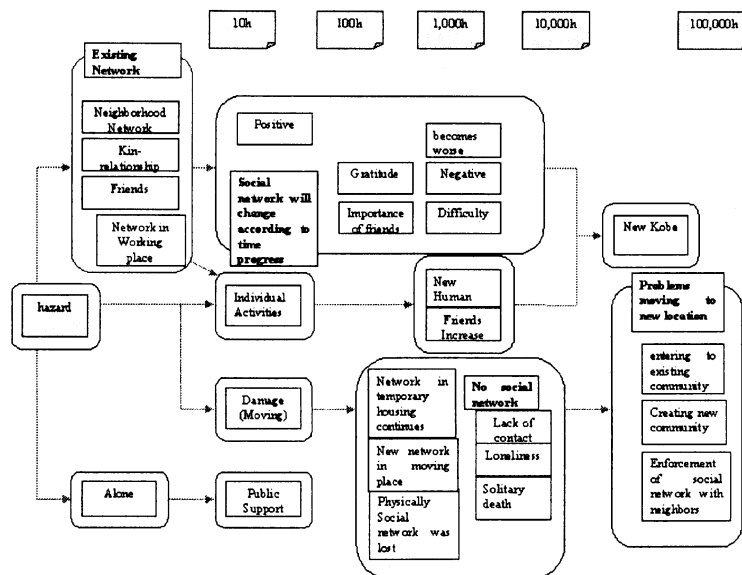 10h
100h
1,000h
10,000h
100,000h
Existing
Network
Neighborhood
Network
Kin-
relationship
Friends
Network in
Working
place
Positive
Social
network will
change
according to
time
progress
Gratitude
Importance
of friends
becomes
worse
Negative
Difficulty
New Kobe
hazard
Individual
Activities
New
Human
Friends
Increase
Problems
moving to
new location
entering to
existing
community
Creating new
community
Enforcement
of social
network with
neighbors
Damage
(Moving)
Network in
temporary
housing
continues
New network
in moving
place
Physically
Social
network was
lost
No social
network
Lack of
contact
Loneliness
Solitary
death
Alone
Public
Support